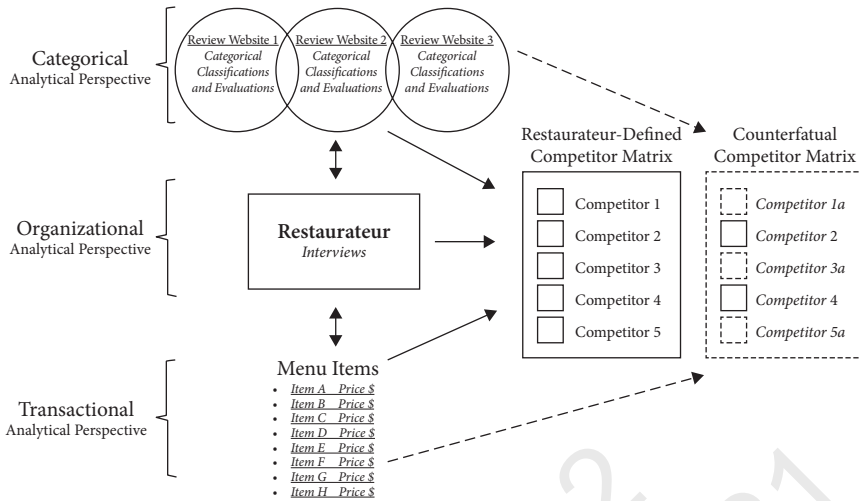 Categorical
Analytical Perspective
Review Website 1
Categorical
Classifications
and Evaluations
Review Website 2
Categorical
Classifications
and Evaluations
Review Website 3
Categorical
Classifications
and Evaluations
Organizational
Analytical Perspective
Restaurateur
Interviews
Restaurateur-Defined
Competitor Matrix
Competitor 1
Competitor 2
Competitor 3
Competitor 4
Competitor 5
Counterfatual
Competitor Matrix
Competitor 1a
Competitor 2
Competitor 3a
Competitor 4
Competitor 5a
Transactional
Analytical Perspective
Menu Items
• Item A Price $
• Item B Price $
• Item C Price $
• Item D Price $
• Item E Price $
• Item F Price $
• Item G Price $
• Item H Price $